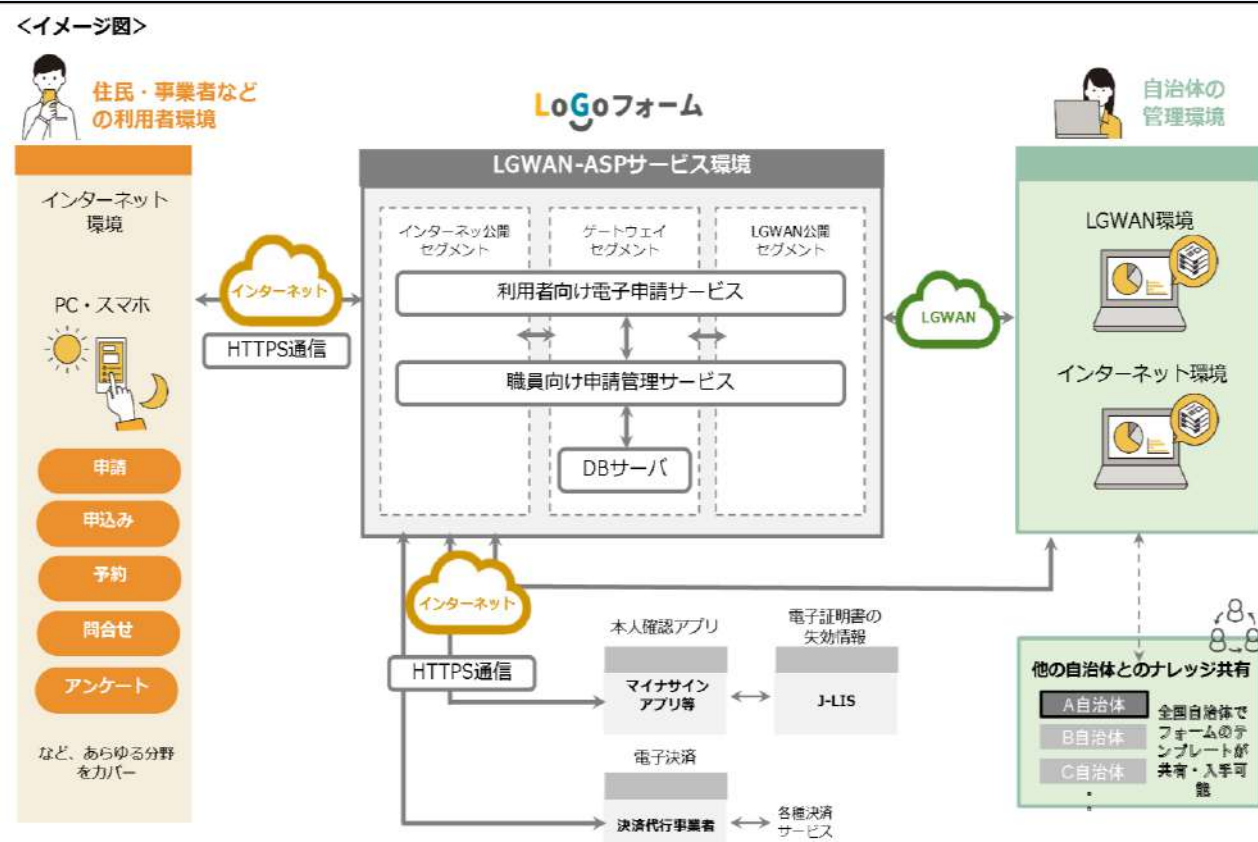 <イメージ図>
住民・事業者など
の利用者環境
LoGoフォーム
自治体の
管理環境
インターネット
環境
PC・スマホ
申請
申込み
予約
問合せ
アンケート
など、あらゆる分野
をカバー
インターネット
HTTPS通信
LGWAN-ASPサービス環境
インターネッ公開
セグメント
ゲートウェイ
セグメント
LGWAN公開
セグメント
利用者向け電子申請サービス
職員向け申請管理サービス
DBサーバ
LGWAN
LGWAN環境
インターネット環境
インターネット
HTTPS通信
本人確認アプリ
マイナサイン
アプリ等
電子証明書の
失効情報
J-LIS
電子決済
決済代行事業者
各種決済
サービス
他の自治体とのナレッジ共有
A自治体
B自治体
C自治体
。
。
全国自治体で
フォームのテ
ンプレートが
共有・入手可
能